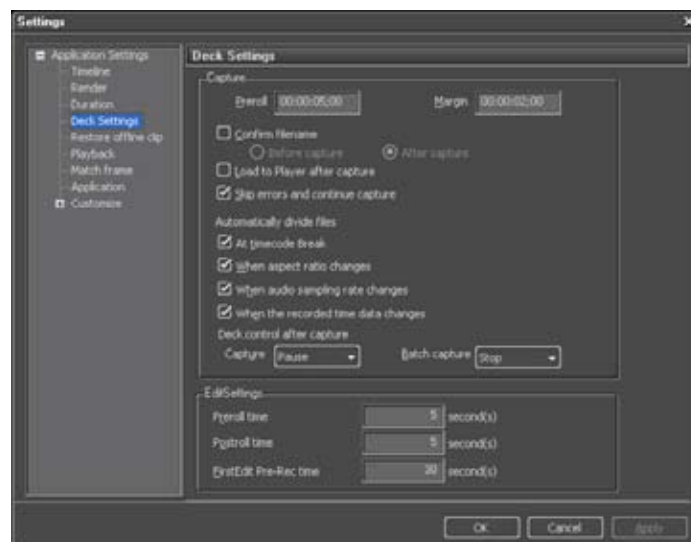 Settings
Application Settings
Timeline
Render
Duration
Deck Settings
Restore offline clip
Playback
Match frame
Application
Customize
Deck Settings
Capture
Preroll 00:00:05;00 Margin 00:00:02;00
Confirm filename
Before capture After capture
Load to Player after capture
Skip errors and continue capture
Automatically divide files
At timecode Break
When aspect ratio changes
When audio sampling rate changes
When the recorded time data changes
Deck control after capture
Capture Pause Batch capture Stop
EditSettings
Preroll time 5 second(s)
Postroll time 5 second(s)
FirstEdit Pre-Rec time 30 second(s)
OK Cancel Apply